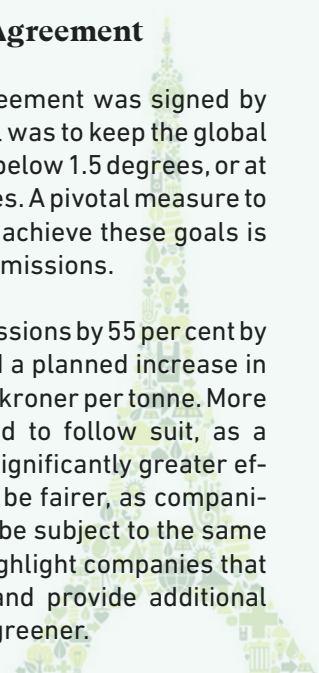 Agreement
reement was signed by
l was to keep the global
below 1.5 degrees, or at
es. A pivotal measure to
achieve these goals is
missions.
ssions by 55 per cent by
d a planned increase in
kroner per tonne. More
d to follow suit, as a
ignificantly greater ef-
be fairer, as compani-
be subject to the same
ghlight companies that
and provide additional
greener.